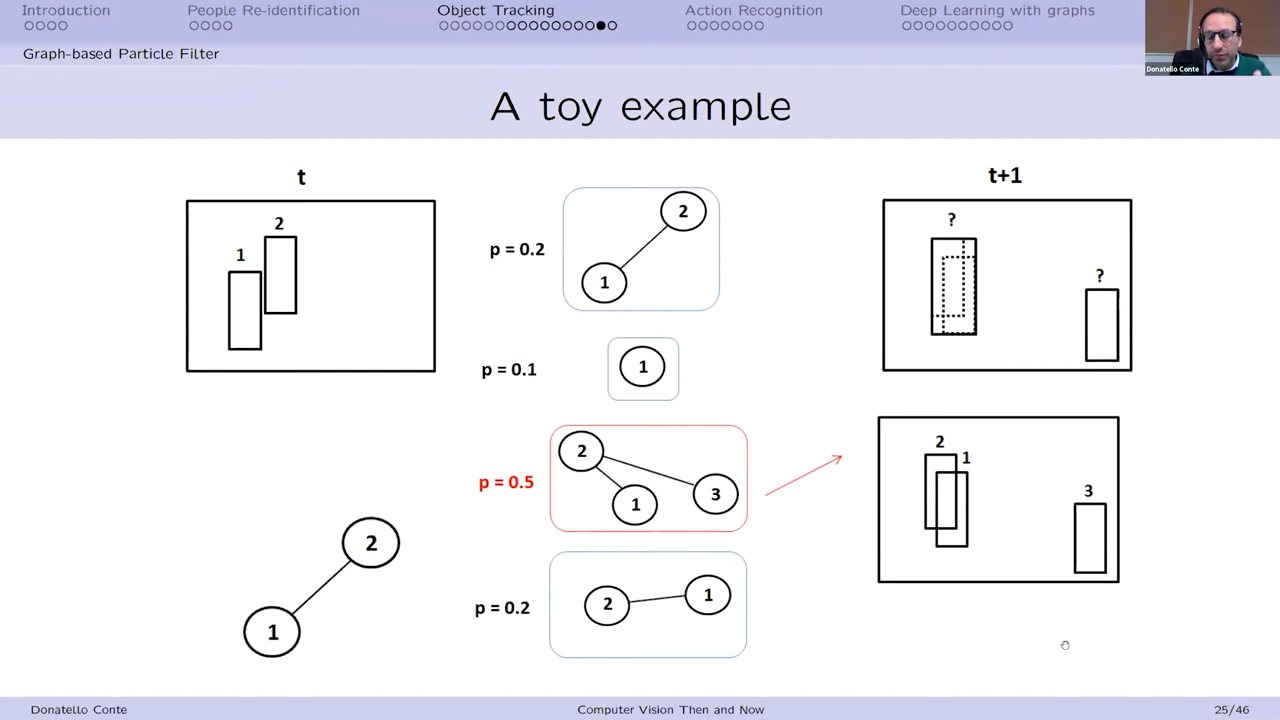 Introduction
People Re-identification
Object Tracking
Action Recognition
Deep Learning with graphs
Graph-based Particle Filter
Donatello Conte
A toy example
t
1
2
1
2
p = 0.2
2
1
p = 0.1
1
p = 0.5
2
1
3
p = 0.2
2
1
t+1
?
?
2
1
3
Donatello Conte
Computer Vision Then and Now
25/46